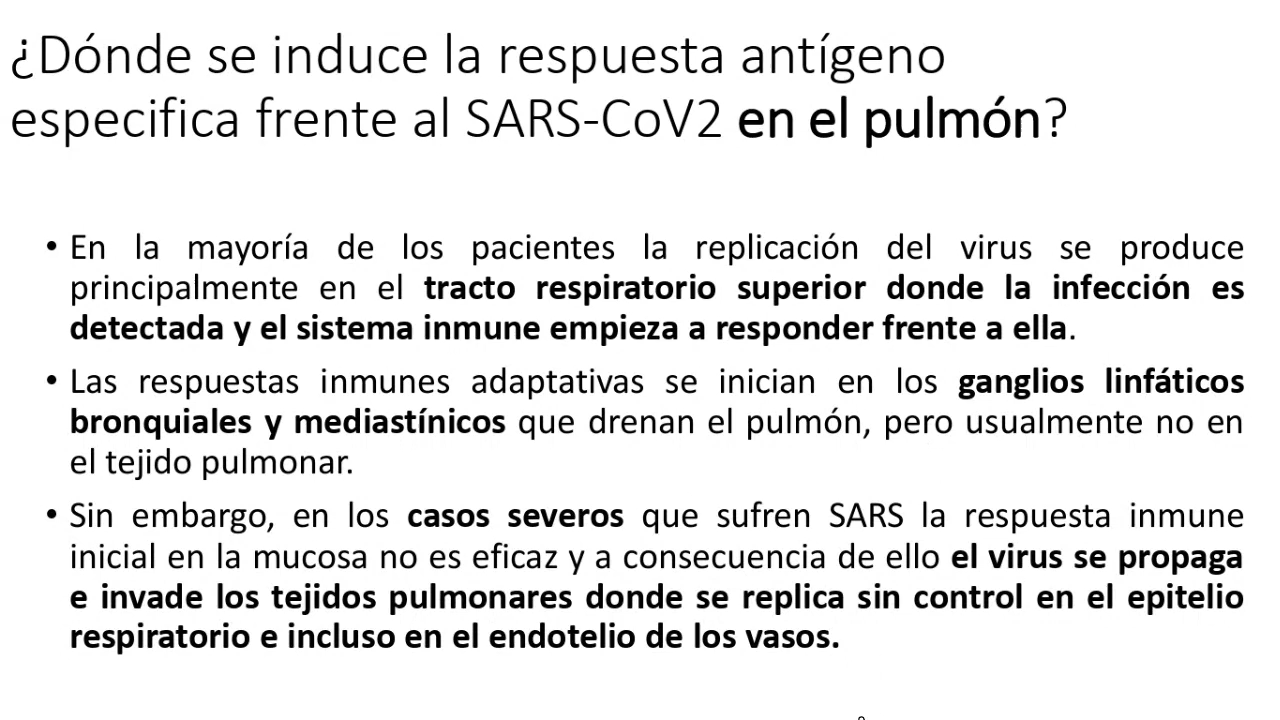 ¿Dónde se induce la respuesta antígeno
especifica frente al SARS-CoV2 en el pulmón?
• En la mayoría de los pacientes la replicación del virus se produce
principalmente en el tracto respiratorio superior donde la infección es
detectada y el sistema inmune empieza a responder frente a ella.
• Las respuestas inmunes adaptativas se inician en los ganglios linfáticos
bronquiales y mediastínicos que drenan el pulmón, pero usualmente no en
el tejido pulmonar.
• Sin embargo, en los casos severos que sufren SARS la respuesta inmune
inicial en la mucosa no es eficaz y a consecuencia de ello el virus se propaga
e invade los tejidos pulmonares donde se replica sin control en el epitelio
respiratorio e incluso en el endotelio de los vasos.